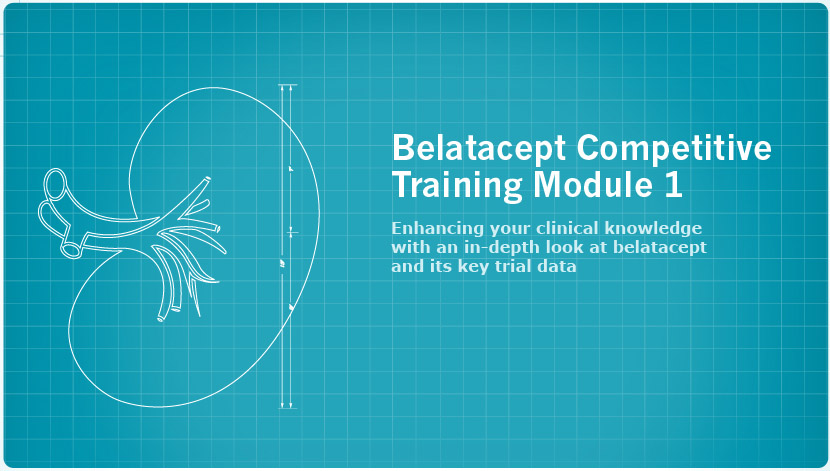 Belatacept Competitive
Training Module 1
Enhancing your clinical knowledge
with an in-depth look at belatacept
and its key trial data